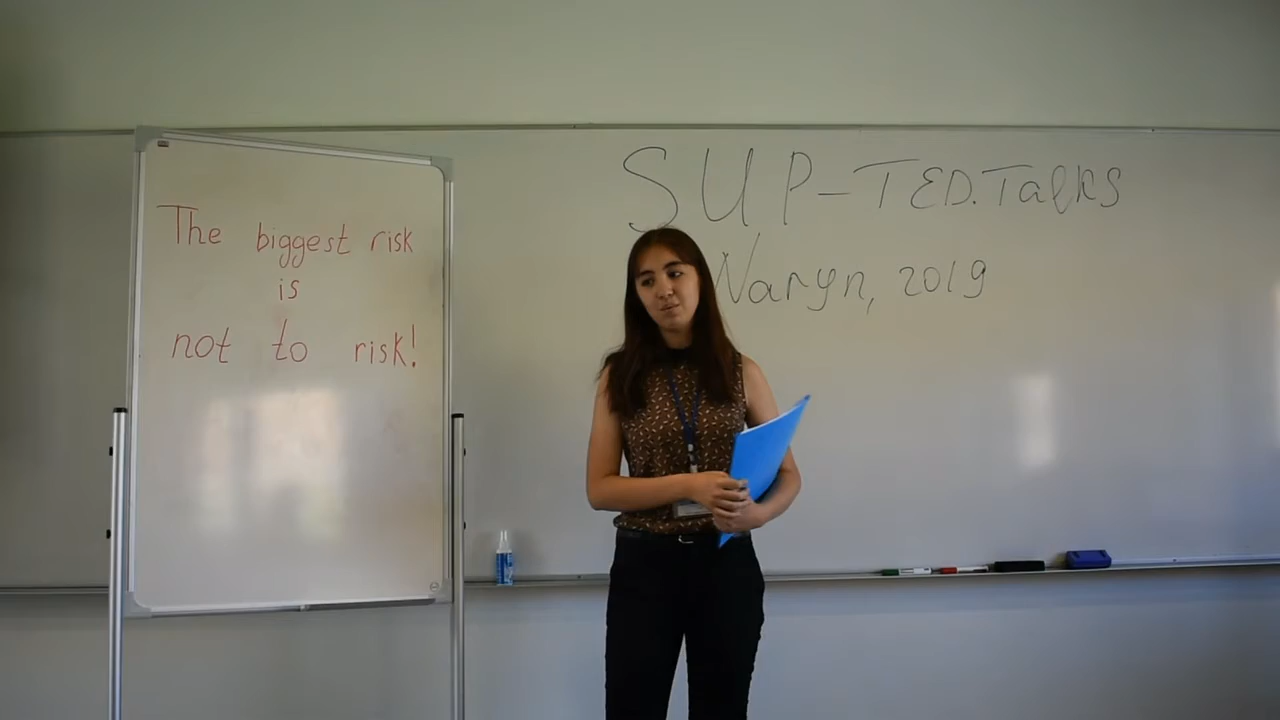 The biggest risk
is
not to risk!
SUP-TED.Talks
Naryn, 2019